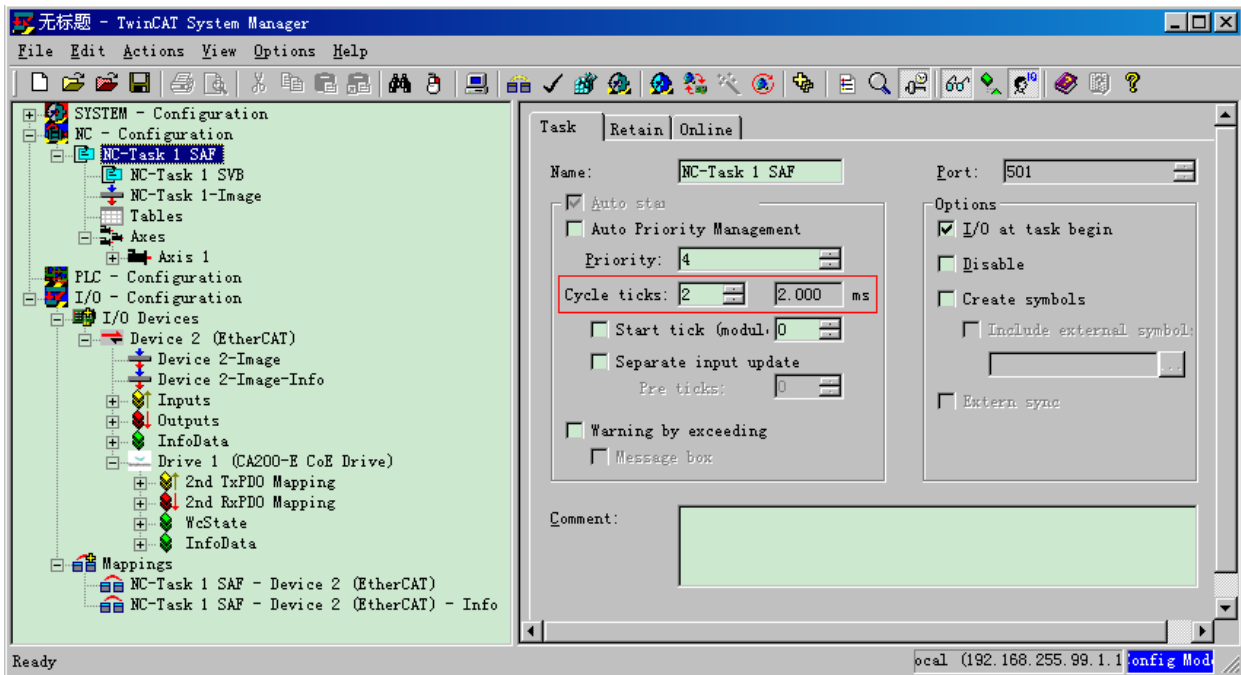 无标题 - TwinCAT System Manager
File Edit Actions View Options Help
SYSTEM - Configuration
NC - Configuration
NC-Task 1 SAF
NC-Task 1 SVB
NC-Task 1-Image
Tables
Axes
Axis 1
PLC - Configuration
I/O - Configuration
I/O Devices
Device 2 (EtherCAT)
Device 2-Image
Device 2-Image-Info
Inputs
Outputs
InfoData
Drive 1 (CA200-E CoE Drive)
2nd TxPDO Mapping
2nd RxPDO Mapping
WcState
InfoData
Mappings
NC-Task 1 SAF - Device 2 (EtherCAT)
NC-Task 1 SAF - Device 2 (EtherCAT) - Info
Task Retain Online
Name: NC-Task 1 SAF
Auto star
Auto Priority Management
Priority: 4
Cycle ticks: 2 2.000 ms
Start tick (modul 0
Separate input update
Pre ticks: 0
Warning by exceeding
Message box
Port: 501
Options
I/O at task begin
Disable
Create symbols
Include external symbol
...
Extern sync
Comment:
Ready
ocal (192.168.255.99.1.1 Config Mod